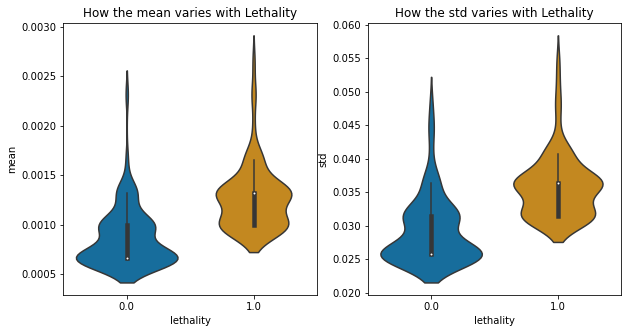 How the mean varies with Lethality
mean
0.0030
0.0025
0.0020
0.0015
0.0010
0.0005
0.0 1.0
lethality
How the std varies with Lethality
std
0.060
0.055
0.050
0.045
0.040
0.035
0.030
0.025
0.020
0.0 1.0
lethality